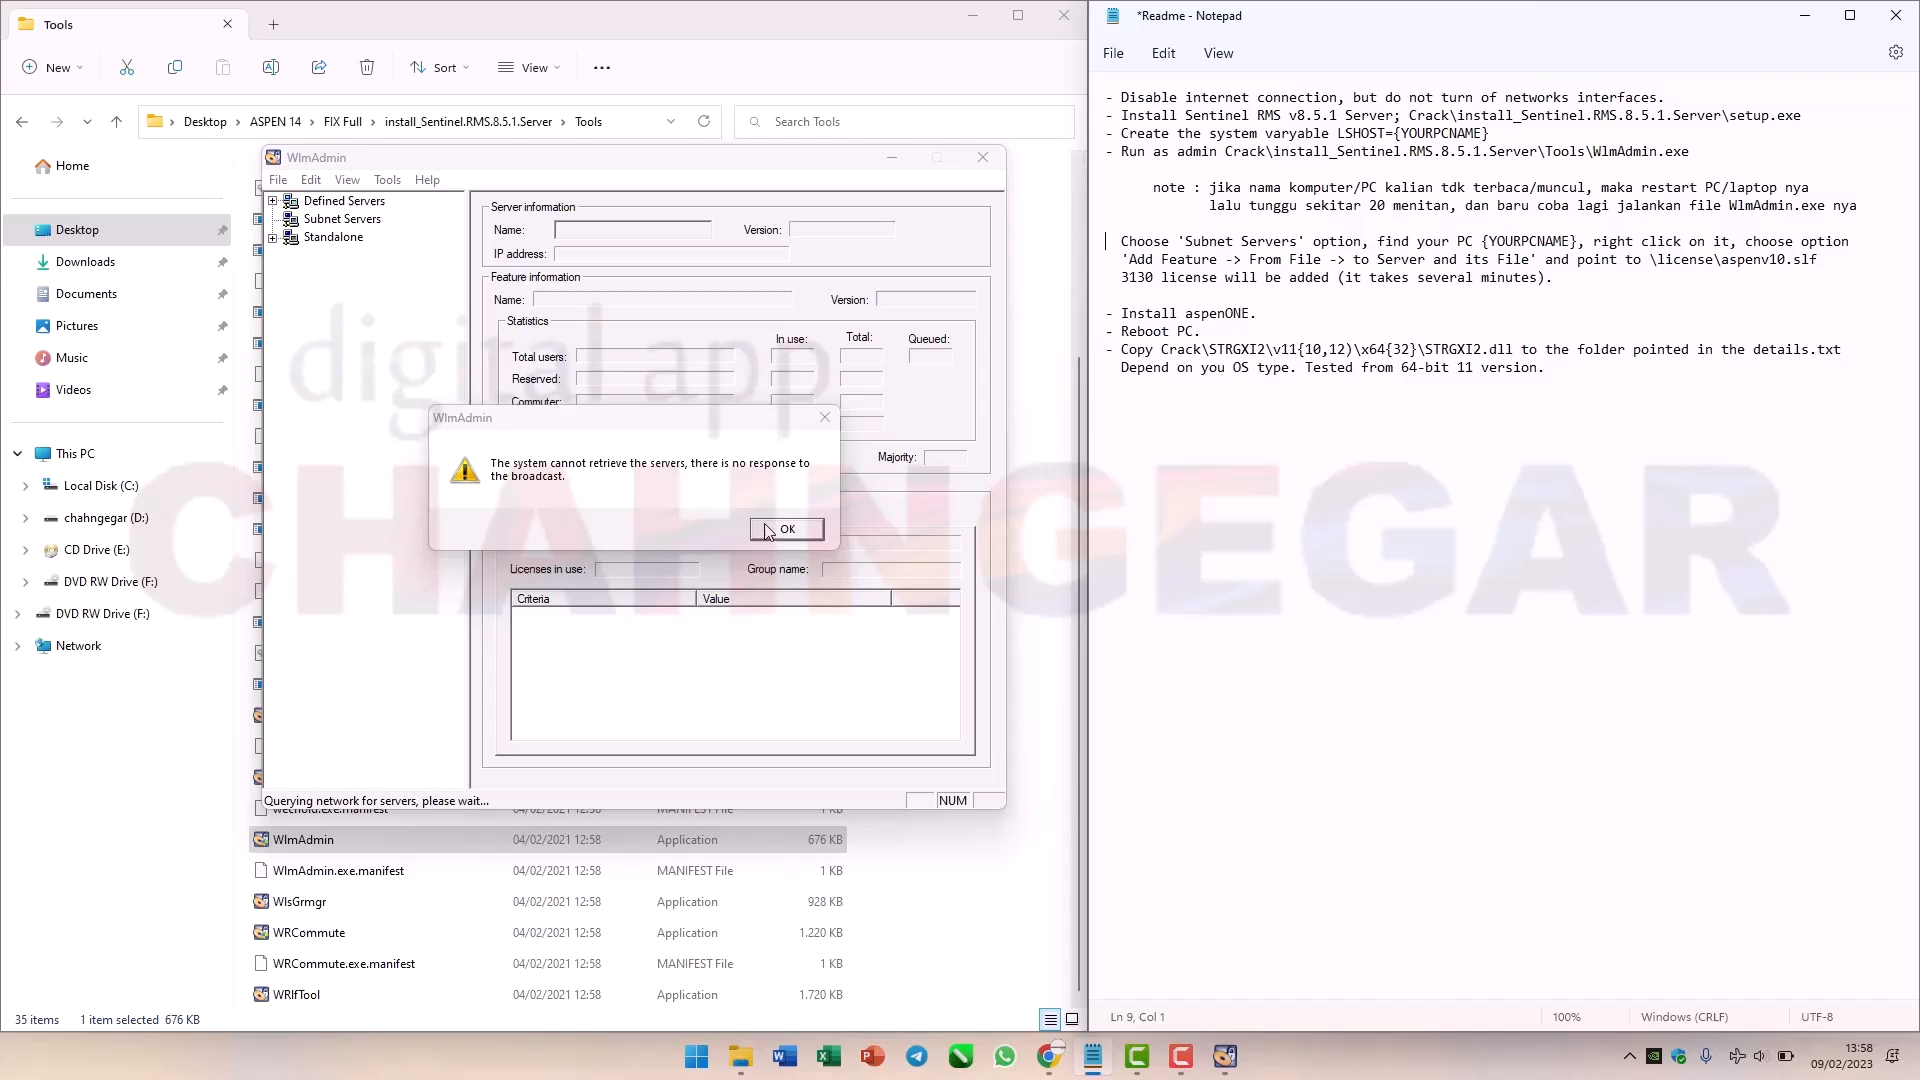 Tools
*Readme - Notepad
New
Sort
View
File
Edit
View
Desktop
ASPEN 14
FIX Full
install_Sentinel.RMS.8.5.1.Server
Tools
Search Tools
Home
Desktop
Downloads
Documents
Pictures
Music
Videos
This PC
Local Disk (C:)
chahngegar (D:)
CD Drive (E:)
DVD RW Drive (F:)
DVD RW Drive (F:)
Network
WlmAdmin
File Edit View Tools Help
Defined Servers
Subnet Servers
Standalone
Server information
Name:
Version:
IP address:
Feature information
Name:
Version:
Statistics
In use:
Total:
Queued:
Total users:
Reserved:
Commuter:
Majority:
WlmAdmin
The system cannot retrieve the servers, there is no response to
the broadcast.
OK
Licenses in use:
Group name:
Criteria
Value
Querying network for servers, please wait...
NUM
wechoid.exe.manifest 1 KB
WlmAdmin 04/02/2021 12:58 Application 676 KB
WlmAdmin.exe.manifest 04/02/2021 12:58 MANIFEST File 1 KB
WlsGrmgr 04/02/2021 12:58 Application 928 KB
WRCommute 04/02/2021 12:58 Application 1.220 KB
WRCommute.exe.manifest 04/02/2021 12:58 MANIFEST File 1 KB
WRlfTool 04/02/2021 12:58 Application 1.720 KB
35 items 1 item selected 676 KB
- Disable internet connection, but do not turn of networks interfaces.
- Install Sentinel RMS v8.5.1 Server; Crack\install_Sentinel.RMS.8.5.1.Server\setup.exe
- Create the system varyable LSHOST={YOURPCNAME}
- Run as admin Crack\install_Sentinel.RMS.8.5.1.Server\Tools\WlmAdmin.exe
note : jika nama komputer/PC kalian tdk terbaca/muncul, maka restart PC/laptop nya
lalu tunggu sekitar 20 menitan, dan baru coba lagi jalankan file WlmAdmin.exe nya
Choose 'Subnet Servers' option, find your PC {YOURPCNAME}, right click on it, choose option
'Add Feature -> From File -> to Server and its File' and point to \license\aspenv10.slf
3130 license will be added (it takes several minutes).
- Install aspenONE.
- Reboot PC.
- Copy Crack\STRGXI2\v11{10,12)\x64{32}\STRGXI2.dll to the folder pointed in the details.txt
Depend on you OS type. Tested from 64-bit 11 version.
Ln 9, Col 1
100%
Windows (CRLF)
UTF-8
digital app
CHAHNGEGAR
13:58
09/02/2023